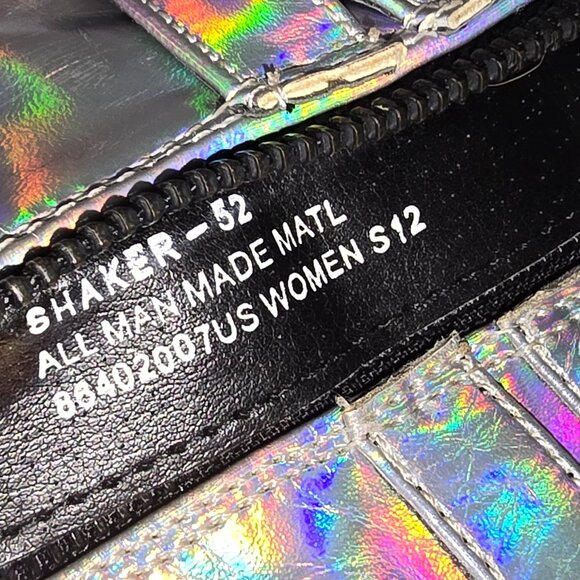 SHAKER-52
ALL MAN MADE MATL
86402007US WOMEN S12